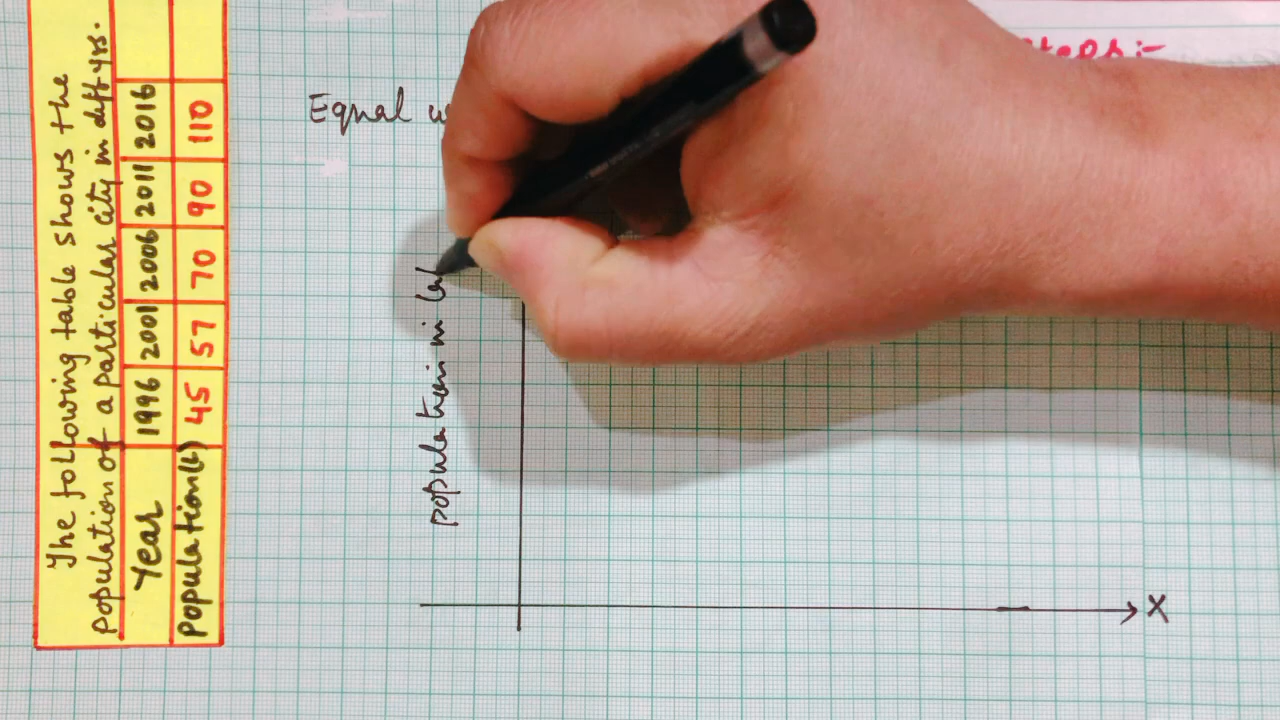 The following table shows the
population of a particular city in diff. yrs.
Year 1996 2001 2006 2011 2016
Population(L) 45 57 70 90 110
Equal
Steps:-
population in
X